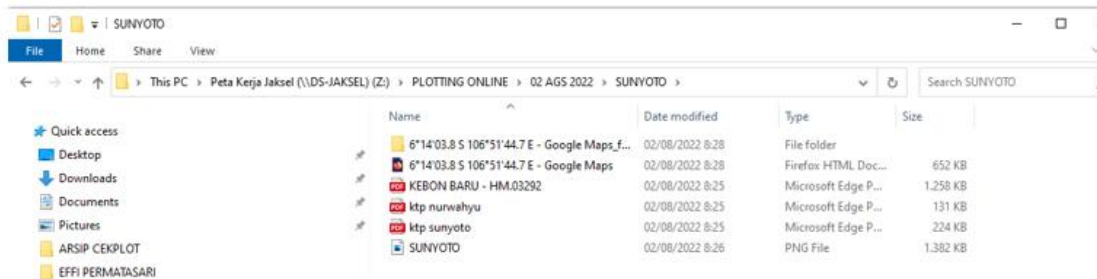 SUNYOTO
File Home Share View
This PC > Peta Kerja Jaksel (\\DS-JAKSEL) (Z:) > PLOTTING ONLINE > 02 AGS 2022 > SUNYOTO > Search SUNYOTO
Name Date modified Type Size
Quick access
Desktop
Downloads
Documents
Pictures
ARSIP CEKPLOT
EFFI PERMATASARI
6°14'03.8 S 106°51'44.7 E - Google Maps_f... 02/08/2022 8:28 File folder
6°14'03.8 S 106°51'44.7 E - Google Maps 02/08/2022 8:28 Firefox HTML Doc... 652 KB
KEBON BARU - HM.03292 02/08/2022 8:25 Microsoft Edge P... 1.258 KB
ktp nurwahyu 02/08/2022 8:25 Microsoft Edge P... 131 KB
ktp sunyoto 02/08/2022 8:25 Microsoft Edge P... 224 KB
SUNYOTO 02/08/2022 8:26 PNG File 1.382 KB